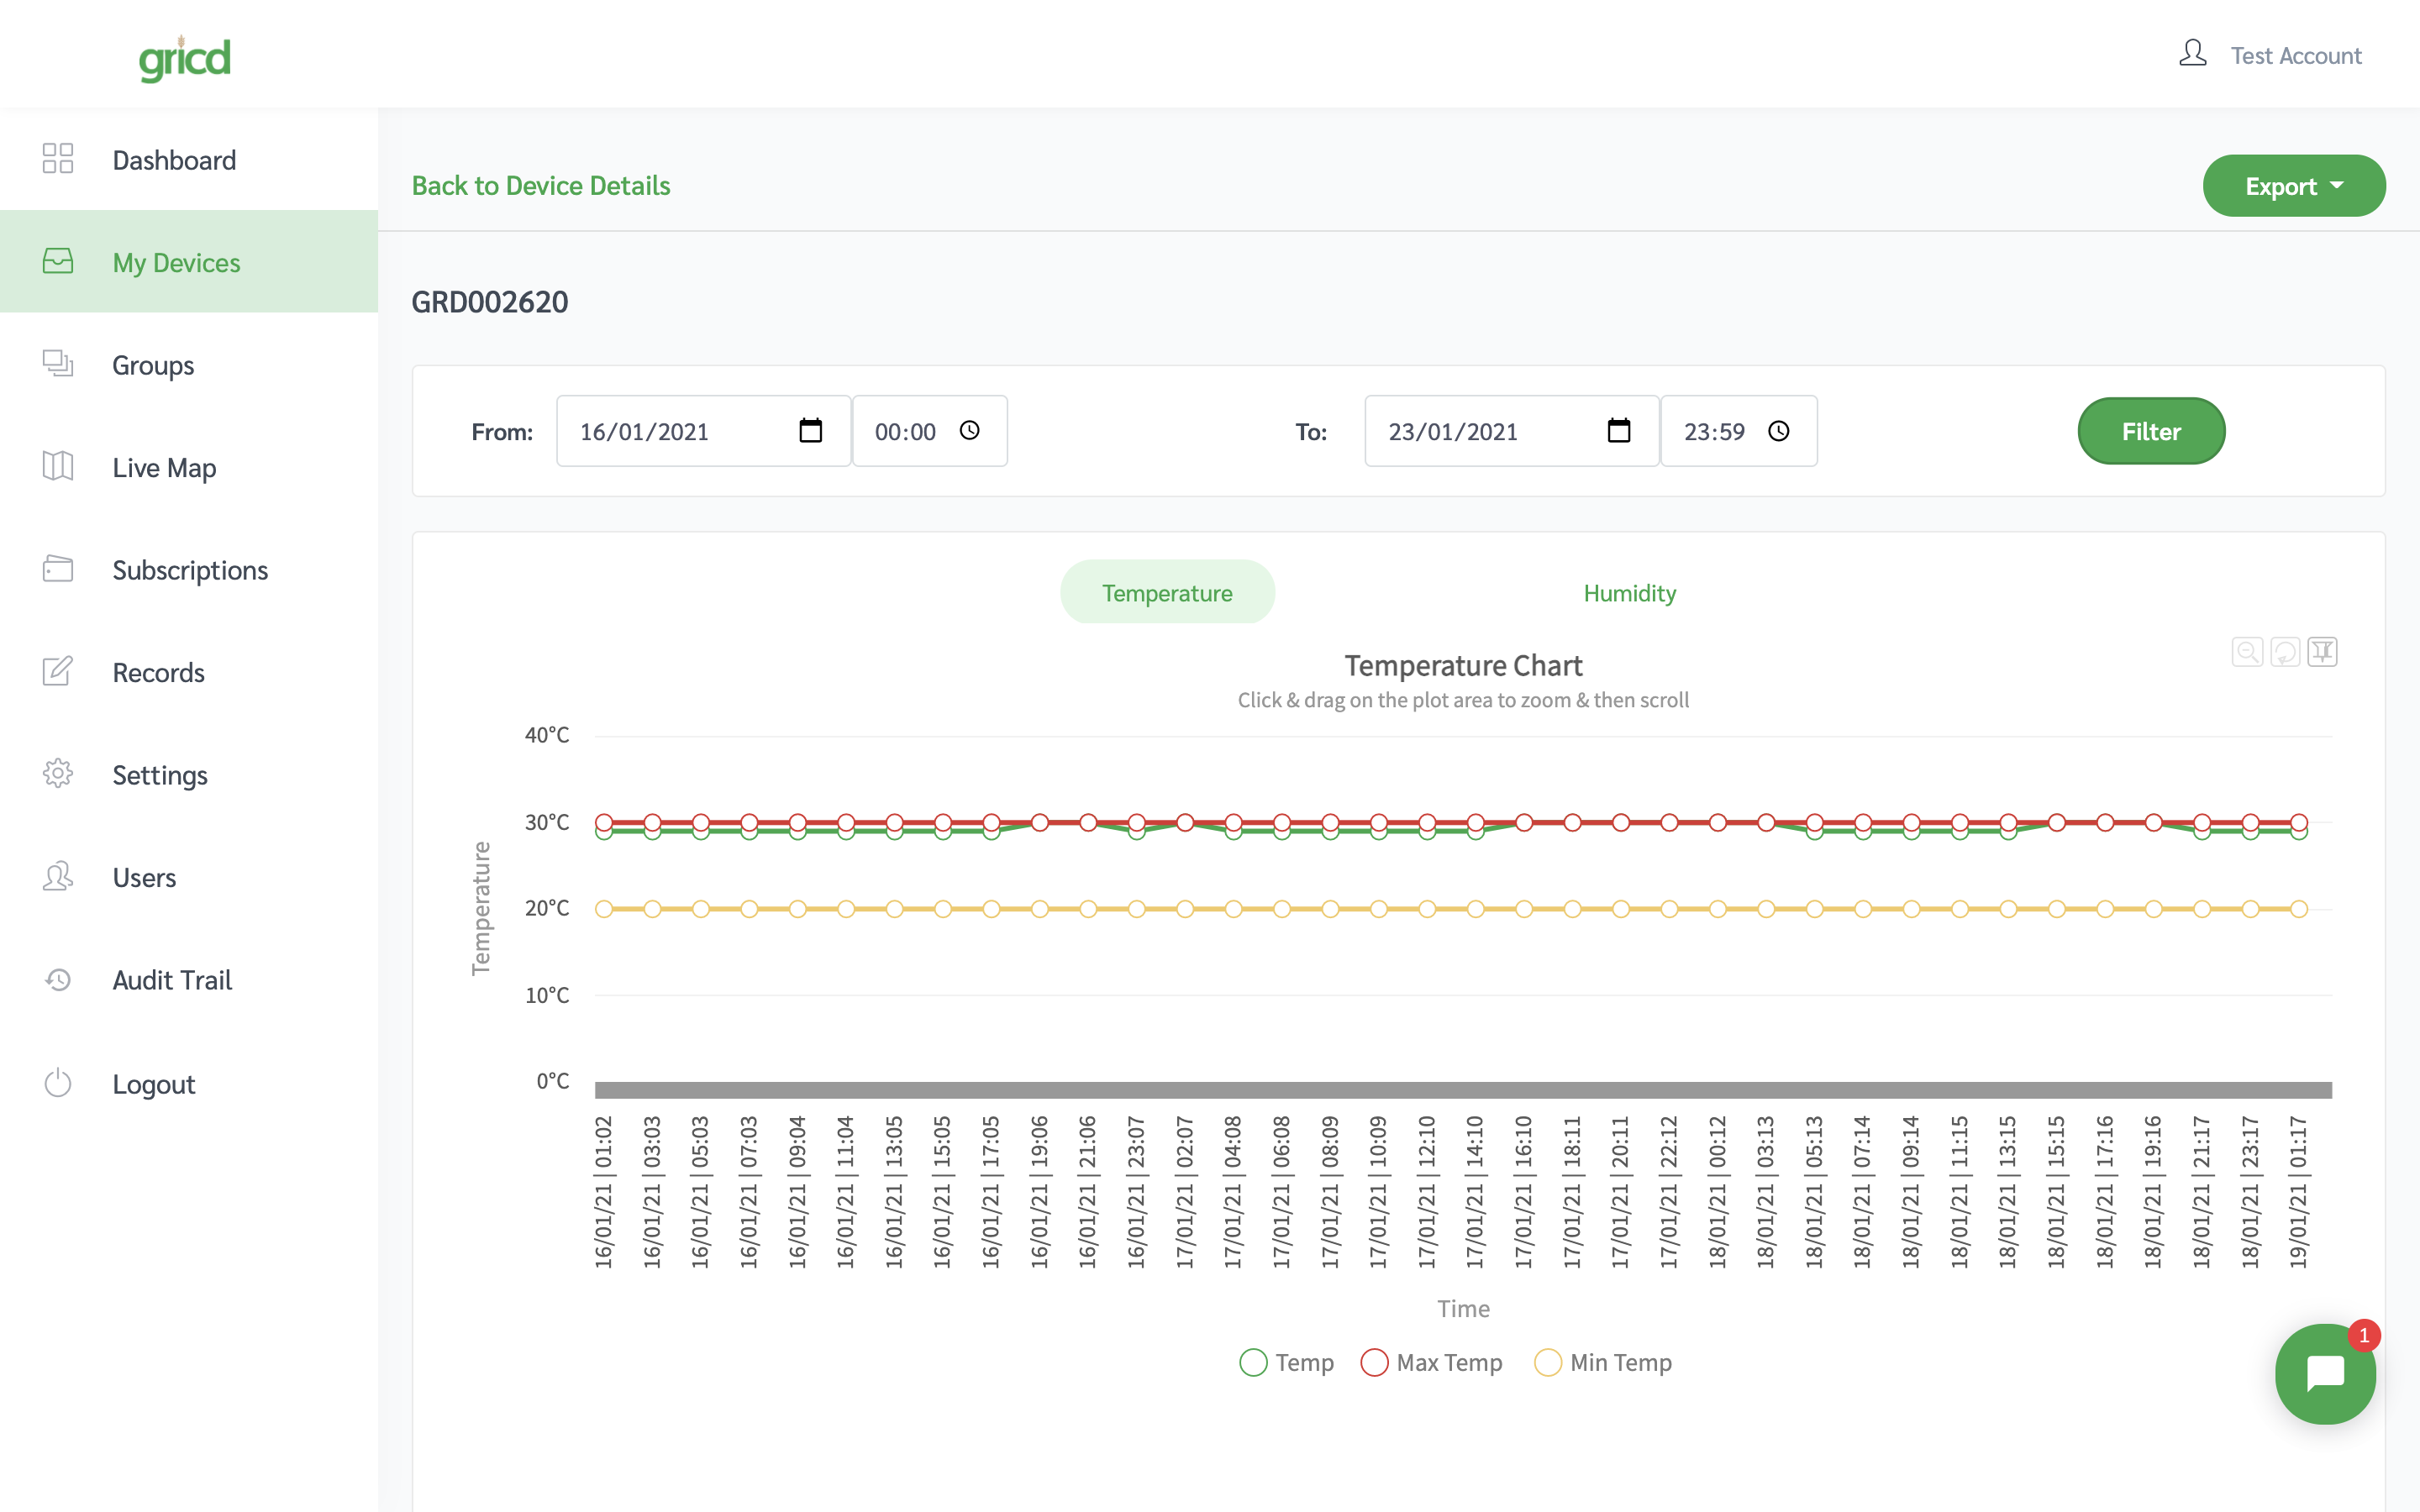 gricd
Test Account
Dashboard
My Devices
Groups
Live Map
Subscriptions
Records
Settings
Users
Audit Trail
Logout
Back to Device Details
Export
GRD002620
From: 16/01/2021 00:00 To: 23/01/2021 23:59 Filter
Temperature Humidity
Temperature Chart
Click & drag on the plot area to zoom & then scroll
Temperature
40°C
30°C
20°C
10°C
0°C
16/01/21 | 01:02
16/01/21 | 03:03
16/01/21 | 05:03
16/01/21 | 07:03
16/01/21 | 09:04
16/01/21 | 11:04
16/01/21 | 13:05
16/01/21 | 15:05
16/01/21 | 17:05
16/01/21 | 19:06
16/01/21 | 21:06
16/01/21 | 23:07
17/01/21 | 02:07
17/01/21 | 04:08
17/01/21 | 06:08
17/01/21 | 08:09
17/01/21 | 10:09
17/01/21 | 12:10
17/01/21 | 14:10
17/01/21 | 16:10
17/01/21 | 18:11
17/01/21 | 20:11
17/01/21 | 22:12
18/01/21 | 00:12
18/01/21 | 03:13
18/01/21 | 05:13
18/01/21 | 07:14
18/01/21 | 09:14
18/01/21 | 11:15
18/01/21 | 13:15
18/01/21 | 15:15
18/01/21 | 17:16
18/01/21 | 19:16
18/01/21 | 21:17
18/01/21 | 23:17
19/01/21 | 01:17
Time
Temp Max Temp Min Temp
1